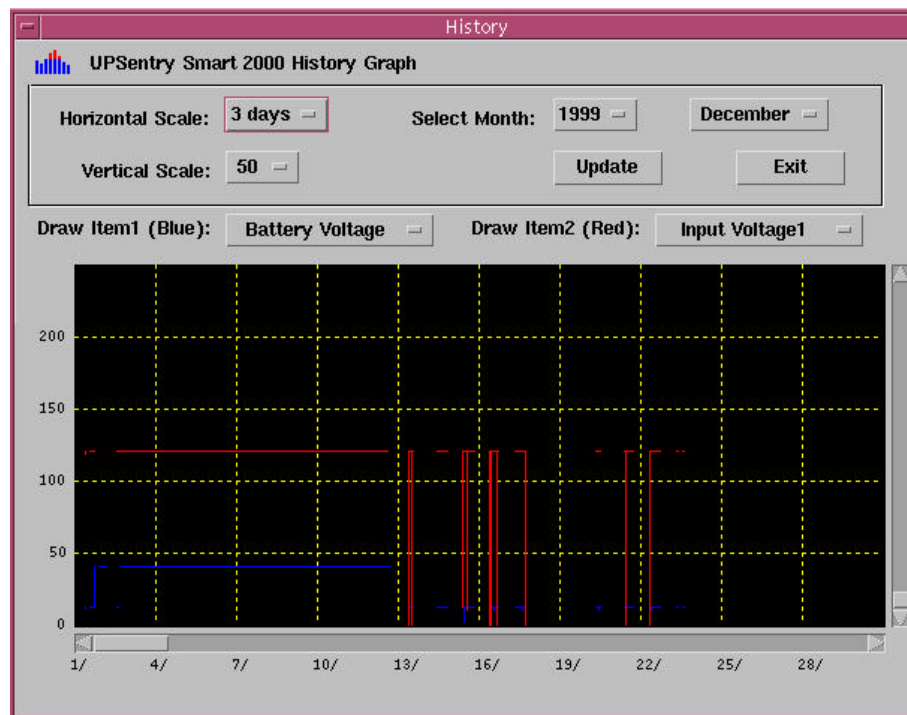 History
UPSentry Smart 2000 History Graph
Horizontal Scale: 3 days Select Month: 1999 December
Vertical Scale: 50 Update Exit
Draw Item1 (Blue): Battery Voltage Draw Item2 (Red): Input Voltage1
200
150
100
50
0
1/ 4/ 7/ 10/ 13/ 16/ 19/ 22/ 25/ 28/